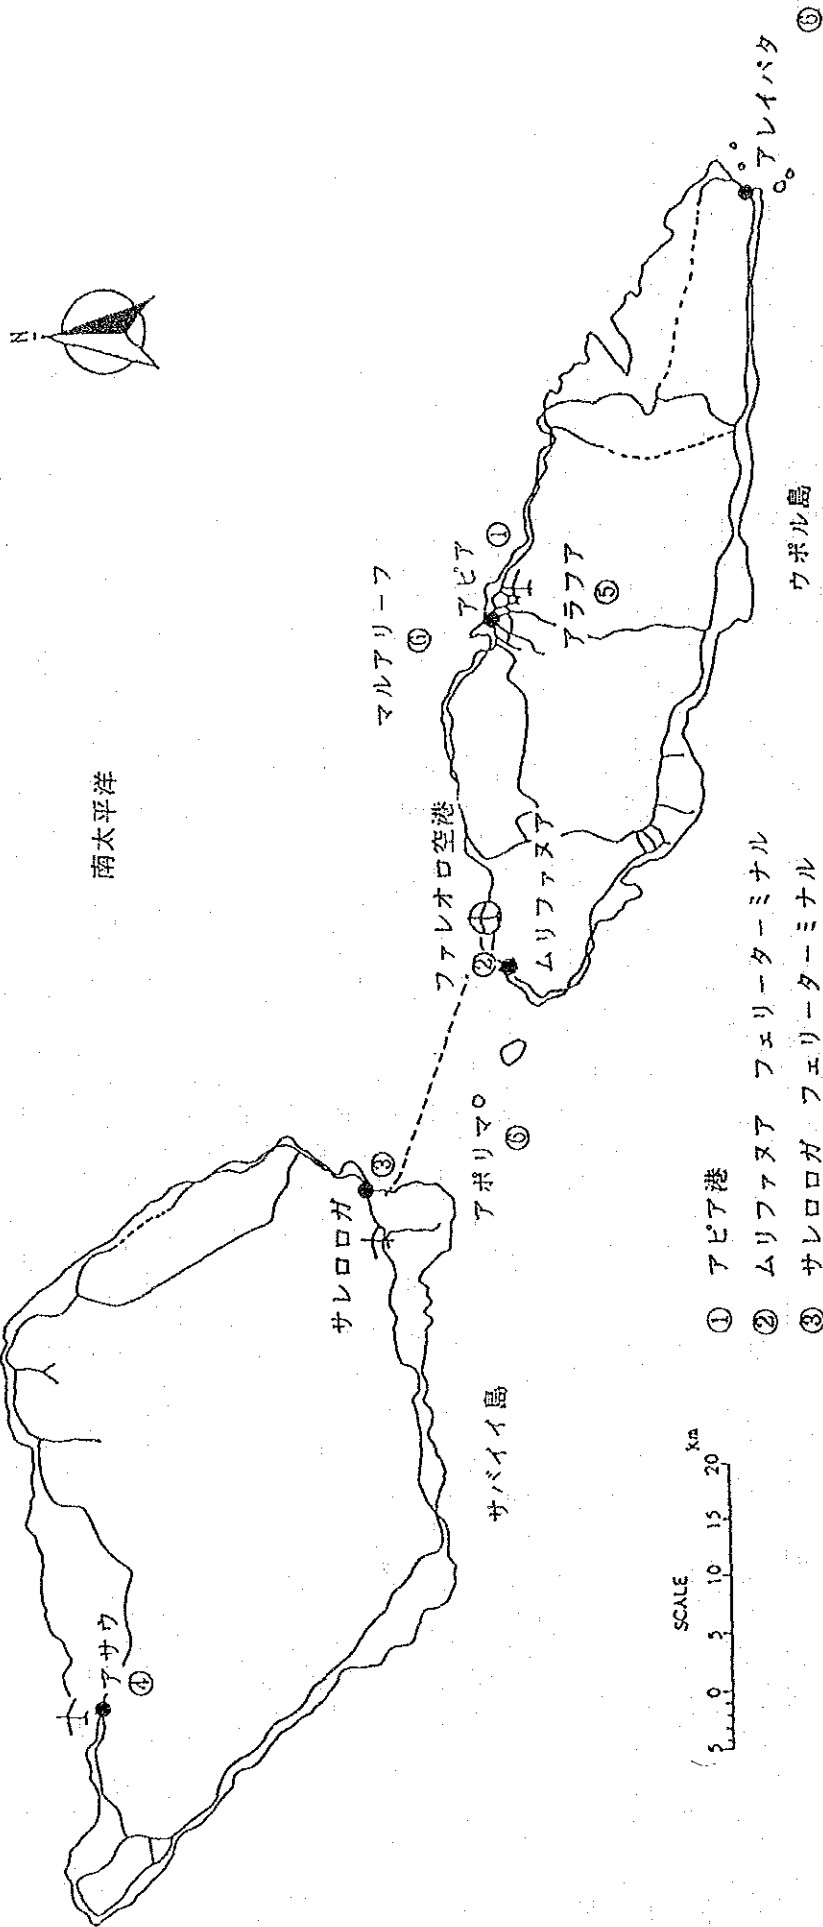 南太平洋
N
アサウ
④
サレロロガ
③
サバイイ島
アポリマ
⑥
ファレオロ空港
②
ムリファヌア
マルアリーフ
⑥
アピア
①
アラフア
⑤
ウポル島
アレイパタ
⑥
SCALE
5 0 5 10 15 20 Km
① アピア港
② ムリファヌア フェリーターミナル
③ サレロロガ フェリーターミナル